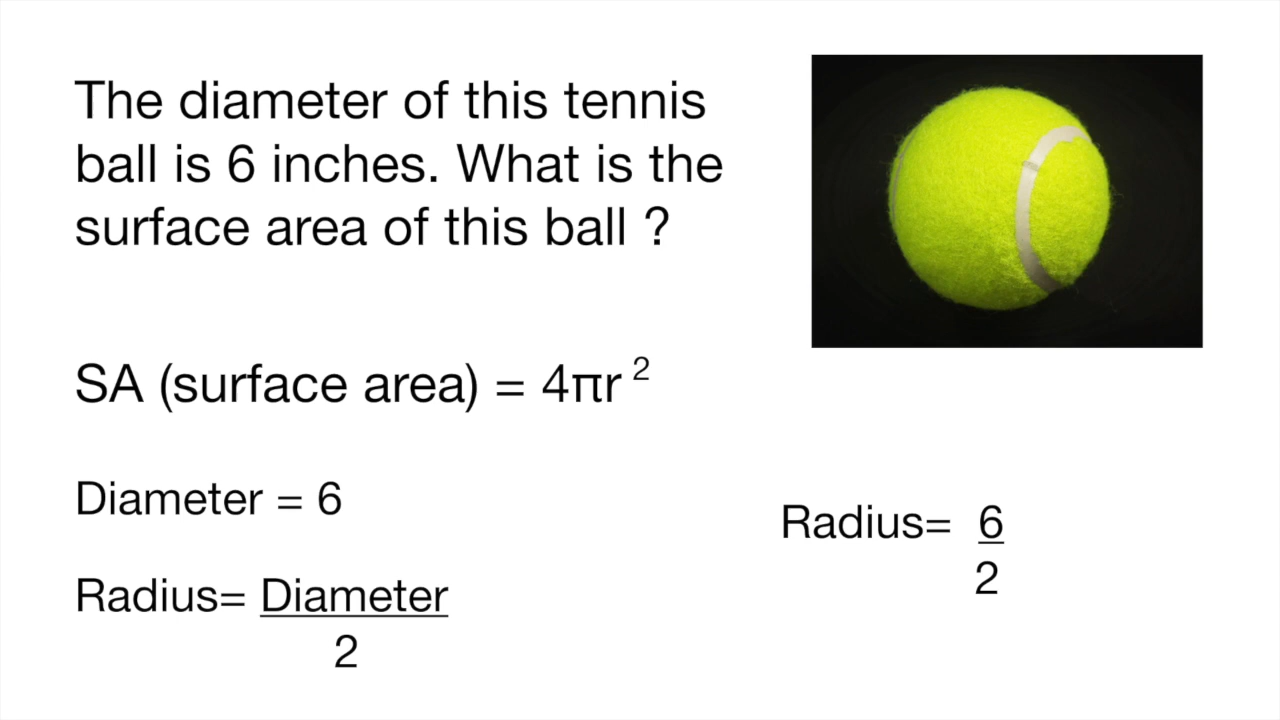 The diameter of this tennis
ball is 6 inches. What is the
surface area of this ball ?
SA (surface area) = 4πr ²
Diameter = 6
Radius= Diameter
2
Radius= 6
2